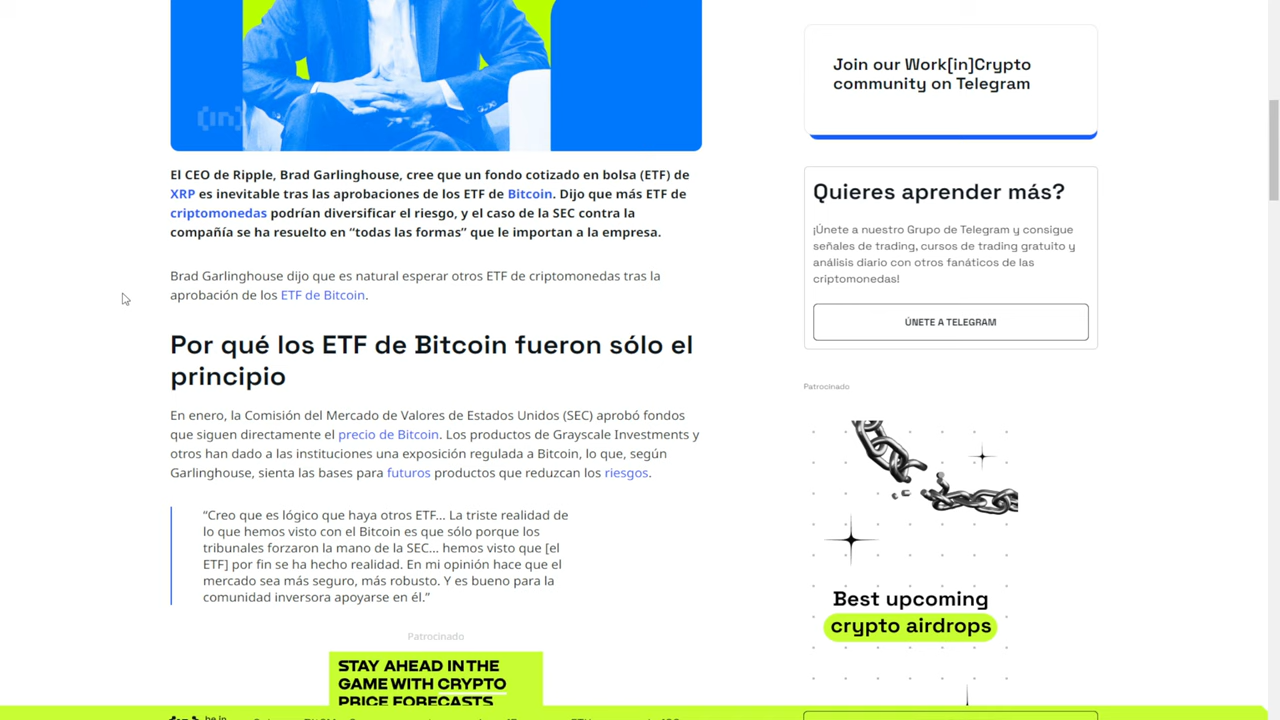 {in}
El CEO de Ripple, Brad Garlinghouse, cree que un fondo cotizado en bolsa (ETF) de
XRP es inevitable tras las aprobaciones de los ETF de Bitcoin. Dijo que más ETF de
criptomonedas podrían diversificar el riesgo, y el caso de la SEC contra la
compañía se ha resuelto en “todas las formas” que le importan a la empresa.
Brad Garlinghouse dijo que es natural esperar otros ETF de criptomonedas tras la
aprobación de los ETF de Bitcoin.
Por qué los ETF de Bitcoin fueron sólo el
principio
En enero, la Comisión del Mercado de Valores de Estados Unidos (SEC) aprobó fondos
que siguen directamente el precio de Bitcoin. Los productos de Grayscale Investments y
otros han dado a las instituciones una exposición regulada a Bitcoin, lo que, según
Garlinghouse, sienta las bases para futuros productos que reduzcan los riesgos.
“Creo que es lógico que haya otros ETF... La triste realidad de
lo que hemos visto con el Bitcoin es que sólo porque los
tribunales forzaron la mano de la SEC... hemos visto que [el
ETF] por fin se ha hecho realidad. En mi opinión hace que el
mercado sea más seguro, más robusto. Y es bueno para la
comunidad inversora apoyarse en él.”
Patrocinado
STAY AHEAD IN THE
GAME WITH CRYPTO
PRICE FORECASTS
Join our Work[in]Crypto
community on Telegram
Quieres aprender más?
¡Únete a nuestro Grupo de Telegram y consigue
señales de trading, cursos de trading gratuito y
análisis diario con otros fanáticos de las
criptomonedas!
ÚNETE A TELEGRAM
Patrocinado
Best upcoming
crypto airdrops